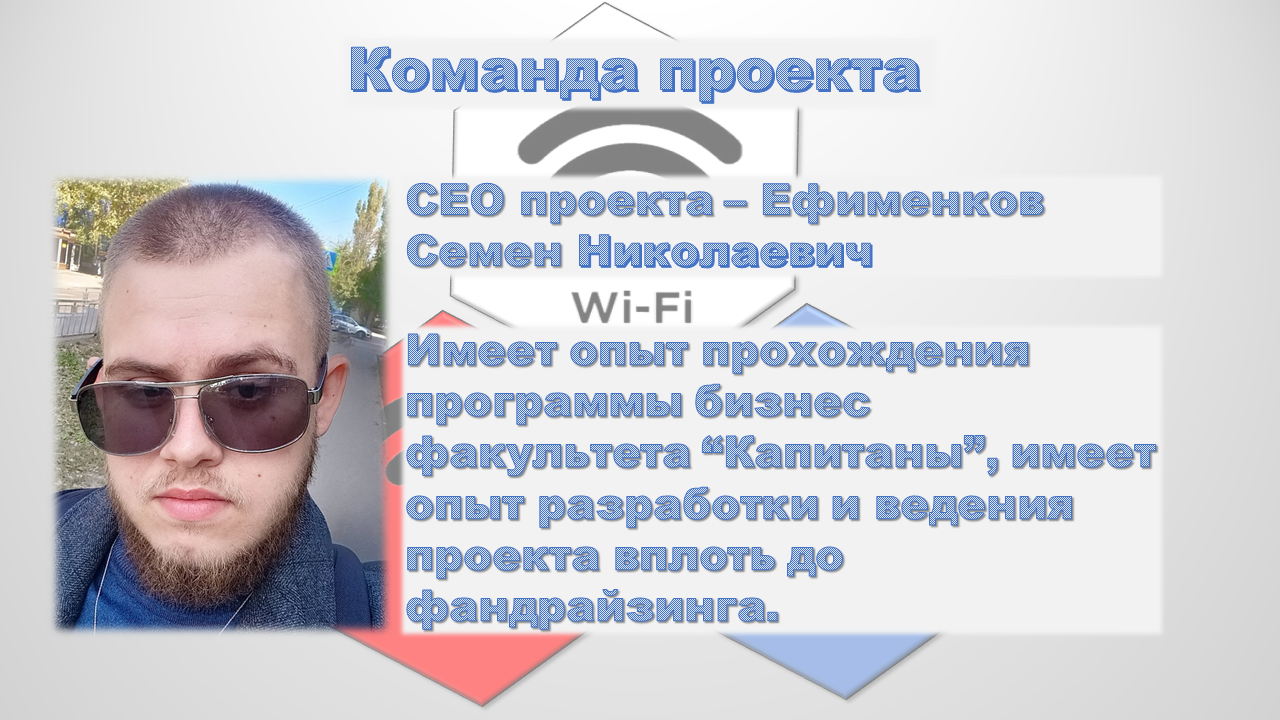 Команда проекта
CEO проекта – Ефименков
Семен Николаевич
Wi-Fi
Имеет опыт прохождения
программы бизнес
факультета “Капитаны”, имеет
опыт разработки и ведения
проекта вплоть до
фандрайзинга.